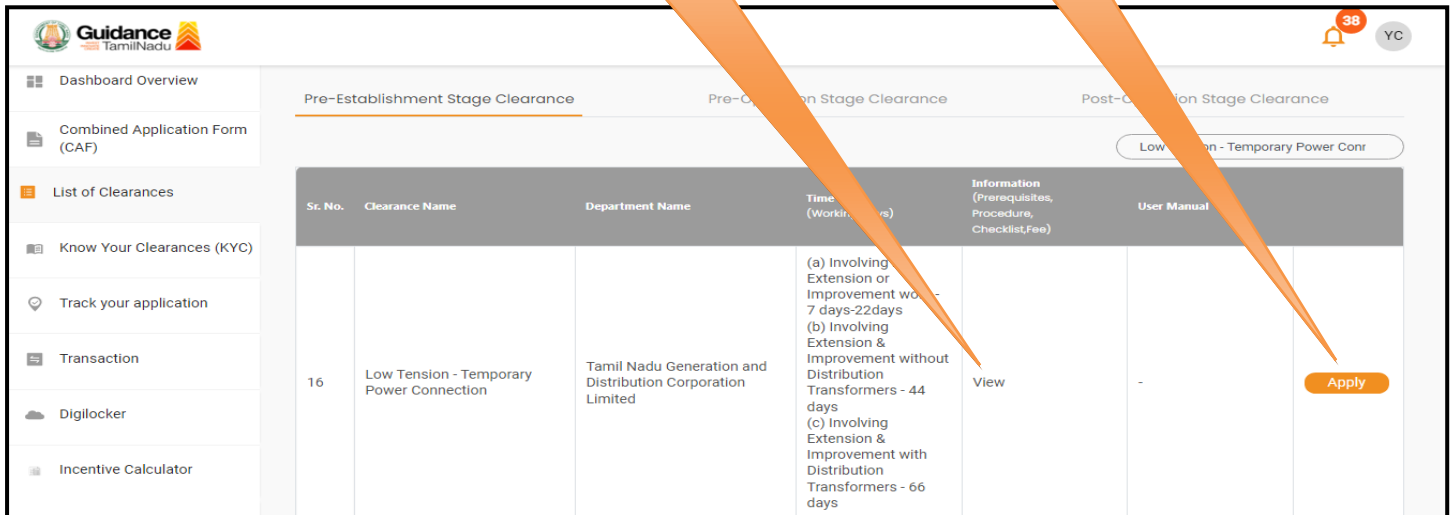 Guidance
TamilNadu
38
YC
Dashboard Overview
Combined Application Form
(CAF)
List of Clearances
Know Your Clearances (KYC)
Track your application
Transaction
Digilocker
Incentive Calculator
Pre-Establishment Stage Clearance
Stage Clearance
Stage Clearance
Temporary Power Conr
Sr. No.
Clearance Name
Department Name
Time
Information
(Prerequisites,
Procedure,
Checklist,Fee)
User Manual
16
Low Tension - Temporary
Power Connection
Tamil Nadu Generation and
Distribution Corporation
Limited
(a) Involving
Extension or
Improvement
7 days-22days
(b) Involving
Extension &
Improvement without
Distribution
Transformers - 44
days
(c) Involving
Extension &
Improvement with
Distribution
Transformers - 66
days
View
-
Apply